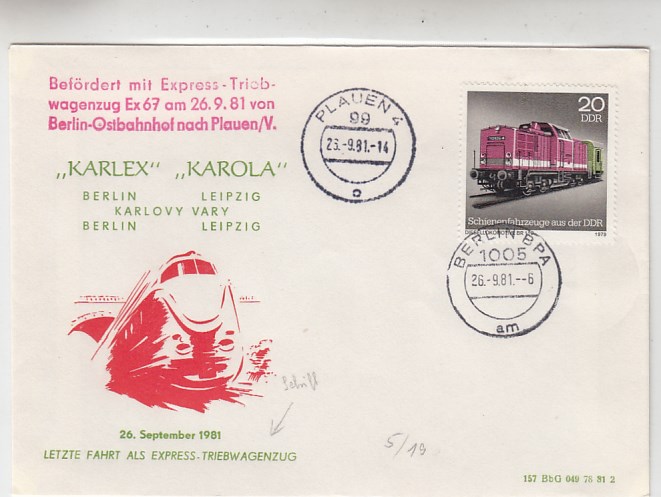 Befördert mit Express-Trieb-
wagenzug Ex 67 am 26.9.81 von
Berlin-Ostbahnhof nach Plauen/V.
„KARLEX" „KAROLA"
BERLIN LEIPZIG
KARLOVY VARY
BERLIN LEIPZIG
26. September 1981
LETZTE FAHRT ALS EXPRESS-TRIEBWAGENZUG
PLAUEN 4
99
26.-9.81.-14
o
20
DDR
Schienenfahrzeuge aus der DDR
1979
BERLIN BPA
1005
26.-9.81.--6
am
Schrift
5/19
157 BbG 049 76 81 2